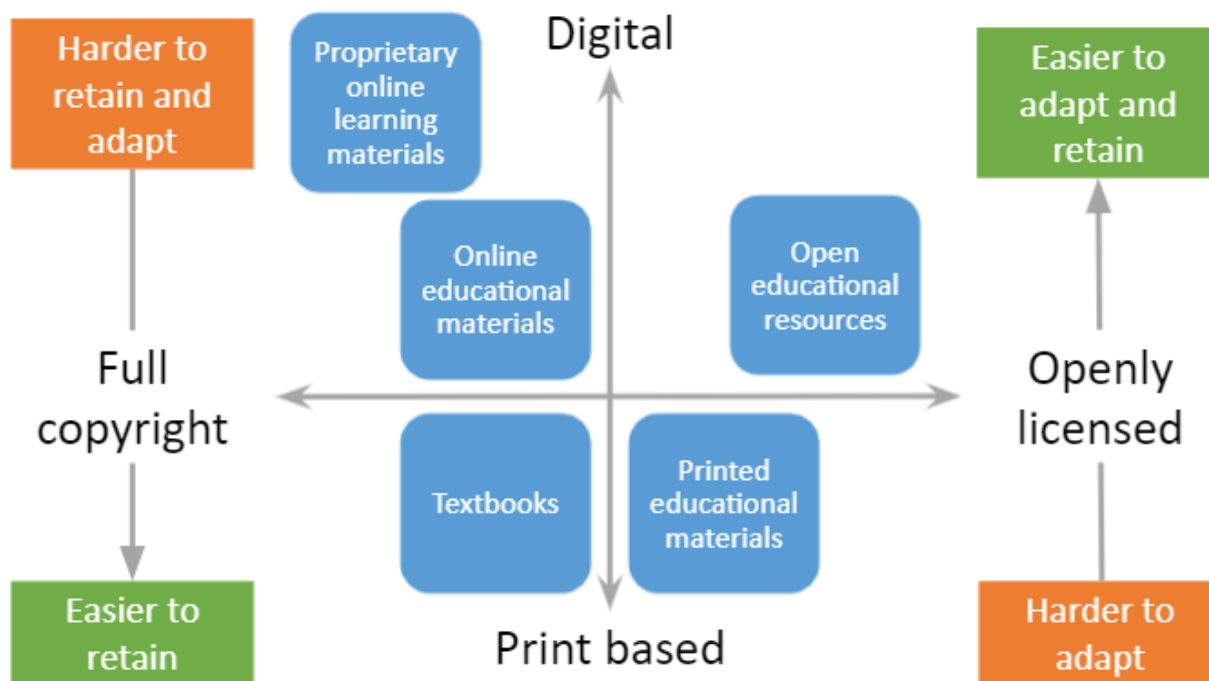 Harder to
retain and
adapt
Proprietary
online
learning
materials
Digital
Easier to
adapt and
retain
Online
educational
materials
Open
educational
resources
Full
copyright
Openly
licensed
Textbooks
Printed
educational
materials
Easier to
retain
Print based
Harder to
adapt